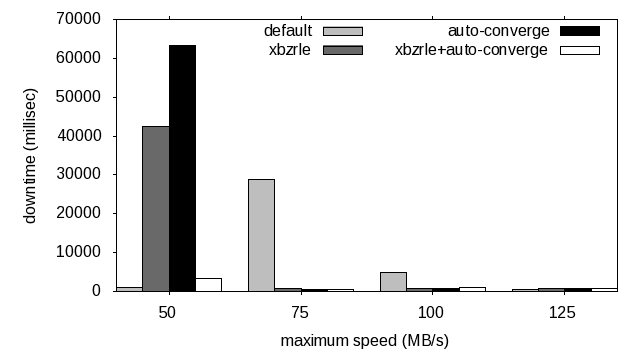 70000
60000
50000
40000
30000
20000
10000
0
downtime (millisec)
default
xbzrle
auto-converge
xbzrle+auto-converge
50 75 100 125
maximum speed (MB/s)